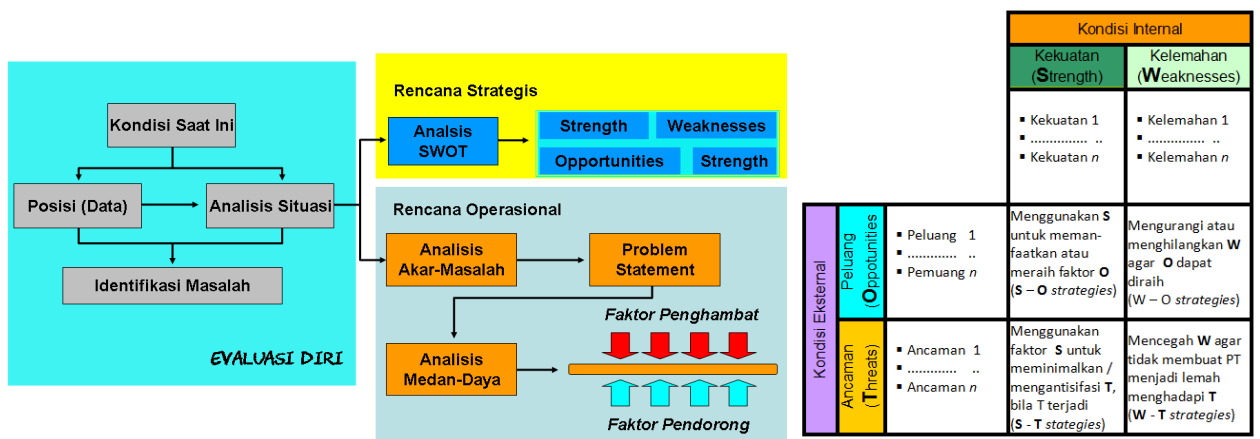 Kondisi Saat Ini
Posisi (Data)
Analisis Situasi
Identifikasi Masalah
EVALUASI DIRI
Rencana Strategis
Analsis
SWOT
Strength
Weaknesses
Opportunities
Strength
Rencana Operasional
Analisis
Akar-Masalah
Problem
Statement
Faktor Penghambat
Analisis
Medan-Daya
Faktor Pendorong
Kondisi Internal
Kekuatan
(Strength)
Kelemahan
(Weaknesses)
▪ Kekuatan 1
▪ ............... ..
▪ Kekuatan n
▪ Kelemahan 1
▪ ............... ..
▪ Kelemahan n
Kondisi Eksternal
Peluang
(Oppotunities)
▪ Peluang 1
▪ ............. ..
▪ Pemuang n
Menggunakan S
untuk meman-
faatkan atau
meraih faktor O
(S – O strategies)
Mengurangi atau
menghilangkan W
agar O dapat
diraih
(W – O strategies)
Ancaman
(Threats)
▪ Ancaman 1
▪ ............. ..
▪ Ancaman n
Menggunakan
faktor S untuk
meminimalkan /
mengantisifasi T,
bila T terjadi
(S - T stategies)
Mencegah W agar
tidak membuat PT
menjadi lemah
menghadapi T
(W - T strategies)